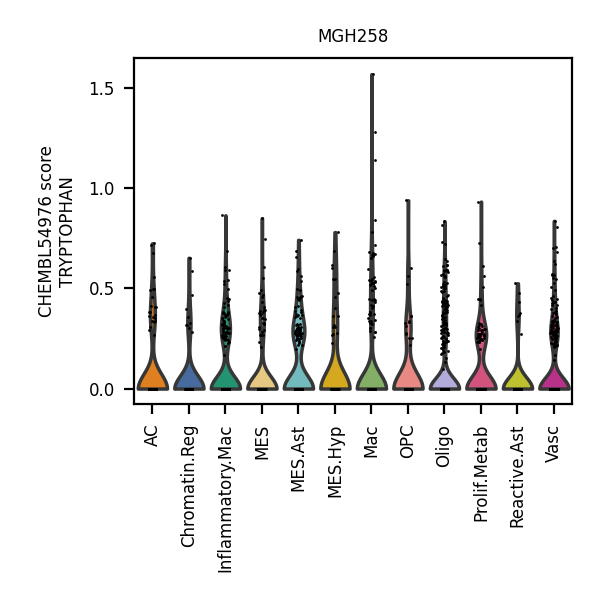 MGH258
CHEMBL54976 score
TRYPTOPHAN
1.5
1.0
0.5
0.0
AC
Chromatin.Reg
Inflammatory.Mac
MES
MES.Ast
MES.Hyp
Mac
OPC
Oligo
Prolif.Metab
Reactive.Ast
Vasc